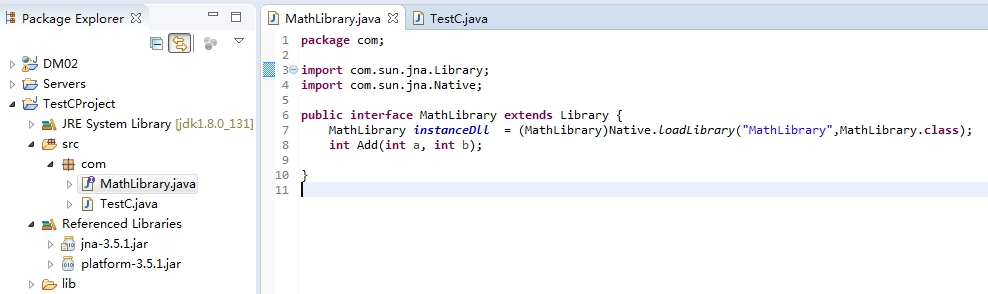 Package Explorer
DM02
Servers
TestCProject
JRE System Library [jdk1.8.0_131]
src
com
MathLibrary.java
TestC.java
Referenced Libraries
jna-3.5.1.jar
platform-3.5.1.jar
lib
MathLibrary.java
TestC.java
1 package com;
2
3 import com.sun.jna.Library;
4 import com.sun.jna.Native;
5
6 public interface MathLibrary extends Library {
7 MathLibrary instanceDll = (MathLibrary)Native.loadLibrary("MathLibrary",MathLibrary.class);
8 int Add(int a, int b);
9
10 }
11